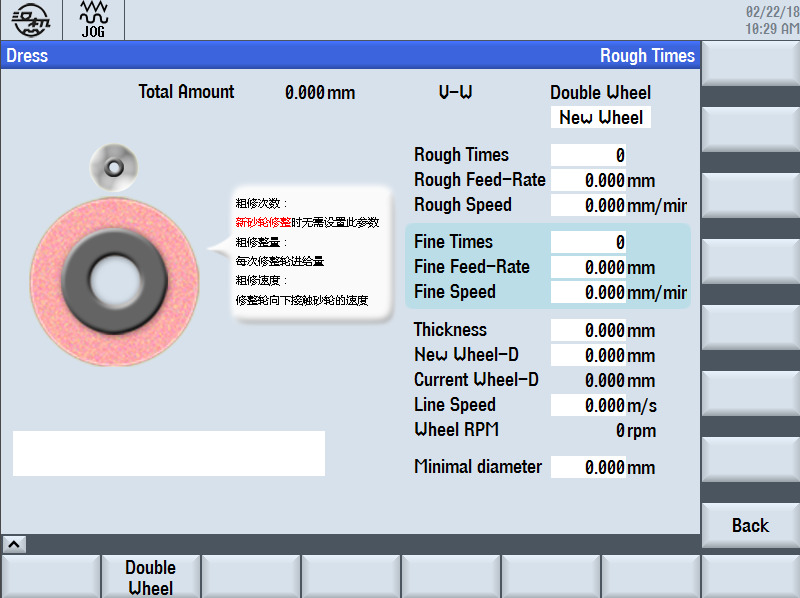 JOG
02/22/18
10:29 AM
Dress
Rough Times
Total Amount 0.000 mm U-W Double Wheel
New Wheel
Rough Times 0
Rough Feed-Rate 0.000 mm
Rough Speed 0.000 mm/min
粗修次数：
新砂轮修整时无需设置此参数
粗修整量：
每次修整轮进给量
粗修速度：
修整轮向下接触砂轮的速度
Fine Times 0
Fine Feed-Rate 0.000 mm
Fine Speed 0.000 mm/min
Thickness 0.000 mm
New Wheel-D 0.000 mm
Current Wheel-D 0.000 mm
Line Speed 0.000 m/s
Wheel RPM 0 rpm
Minimal diameter 0.000 mm
Back
Double
Wheel